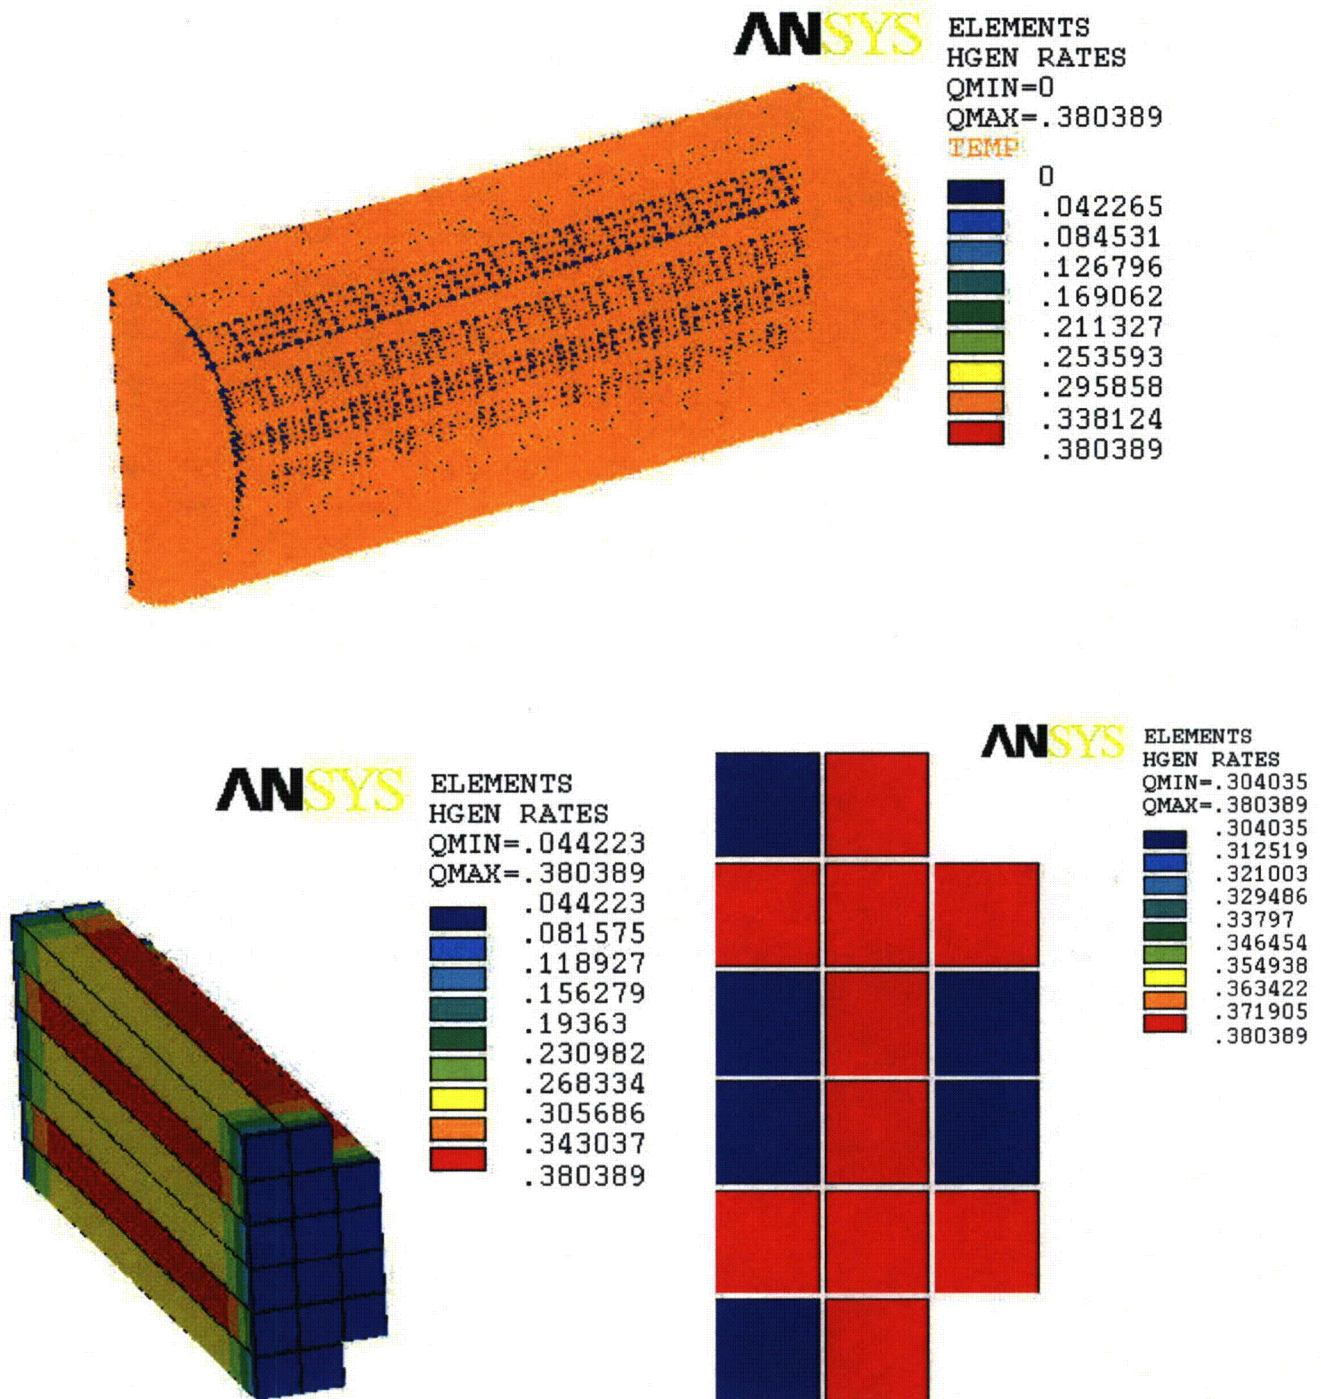 ANSYS
ELEMENTS
HGEN RATES
QMIN=0
QMAX=.380389
TEMP
0
.042265
.084531
.126796
.169062
.211327
.253593
.295858
.338124
.380389
ANSYS
ELEMENTS
HGEN RATES
QMIN=.044223
QMAX=.380389
.044223
.081575
.118927
.156279
.19363
.230982
.268334
.305686
.343037
.380389
ANSYS
ELEMENTS
HGEN RATES
QMIN=.304035
QMAX=.380389
.304035
.312519
.321003
.329486
.33797
.346454
.354938
.363422
.371905
.380389